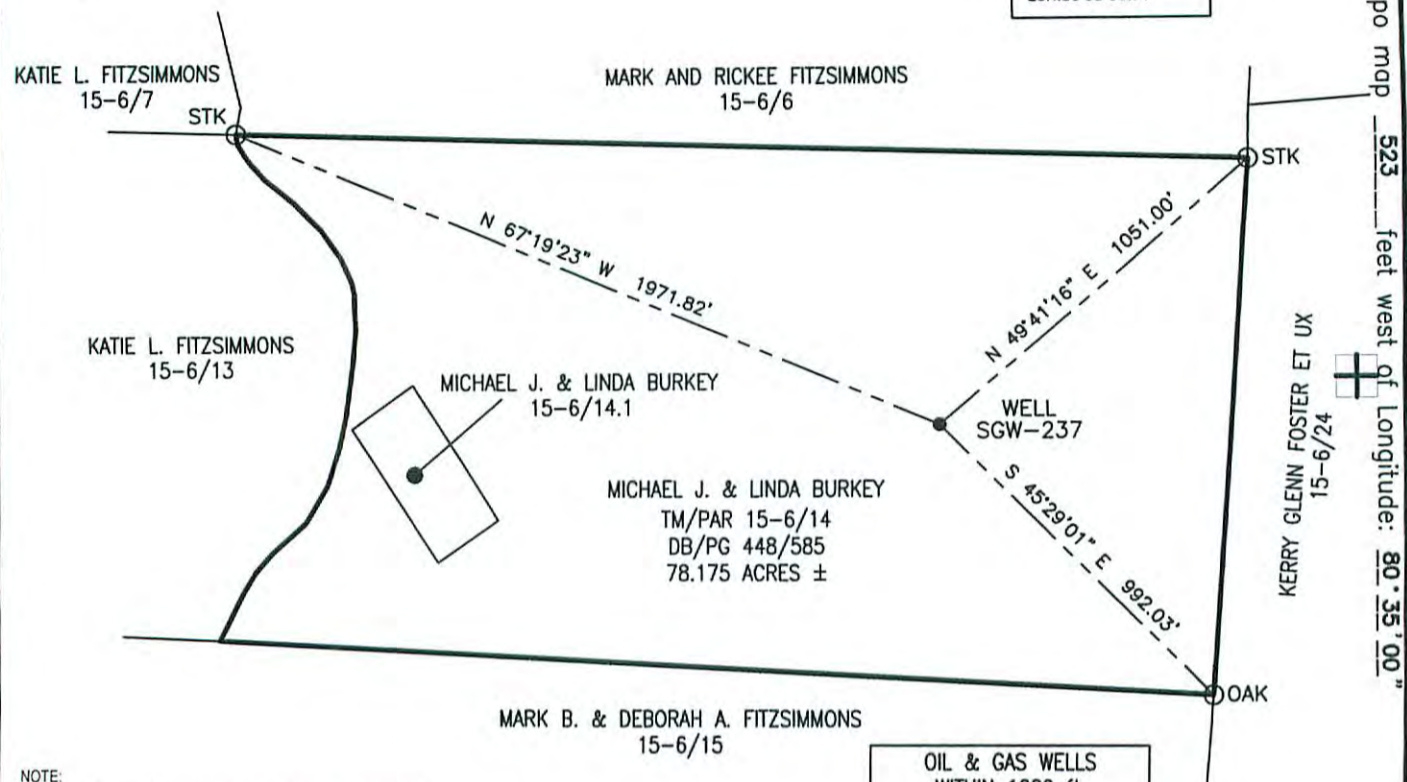 KATIE L. FITZSIMMONS
15-6/7
STK
MARK AND RICKEE FITZSIMMONS
15-6/6
STK
po map 523 feet west of Longitude: 80°35'00"
N 67°19'23" W 1971.82'
N 49°41'16" E 1051.00'
KATIE L. FITZSIMMONS
15-6/13
MICHAEL J. & LINDA BURKEY
15-6/14.1
WELL
SGW-237
KERRY GLENN FOSTER ET UX
15-6/24
MICHAEL J. & LINDA BURKEY
TM/PAR 15-6/14
DB/PG 448/585
78.175 ACRES ±
S 45°29'01" E 992.03'
OAK
MARK B. & DEBORAH A. FITZSIMMONS
15-6/15
NOTE:
OIL & GAS WELLS